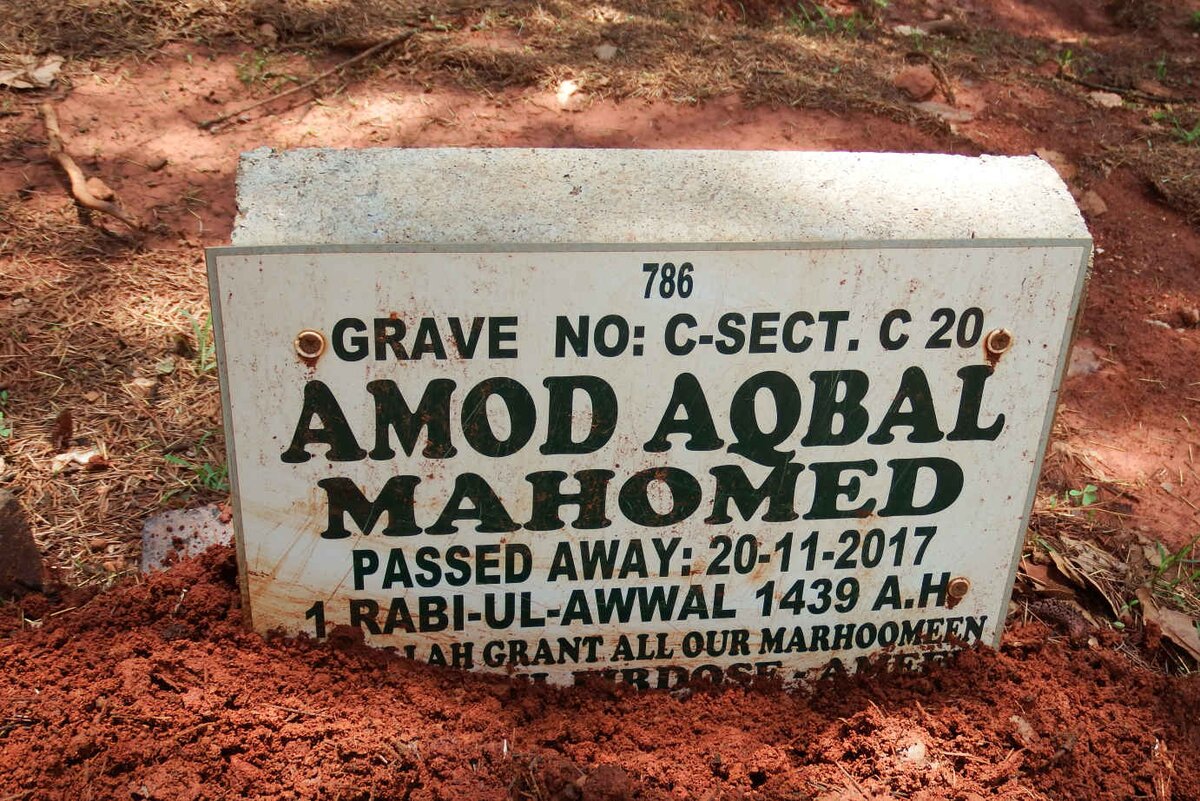 786
GRAVE NO: C-SECT. C 20
AMOD AQBAL
MAHOMED
PASSED AWAY: 20-11-2017
1 RABI-UL-AWWAL 1439 A.H
GRANT ALL OUR MARHOOMEEN